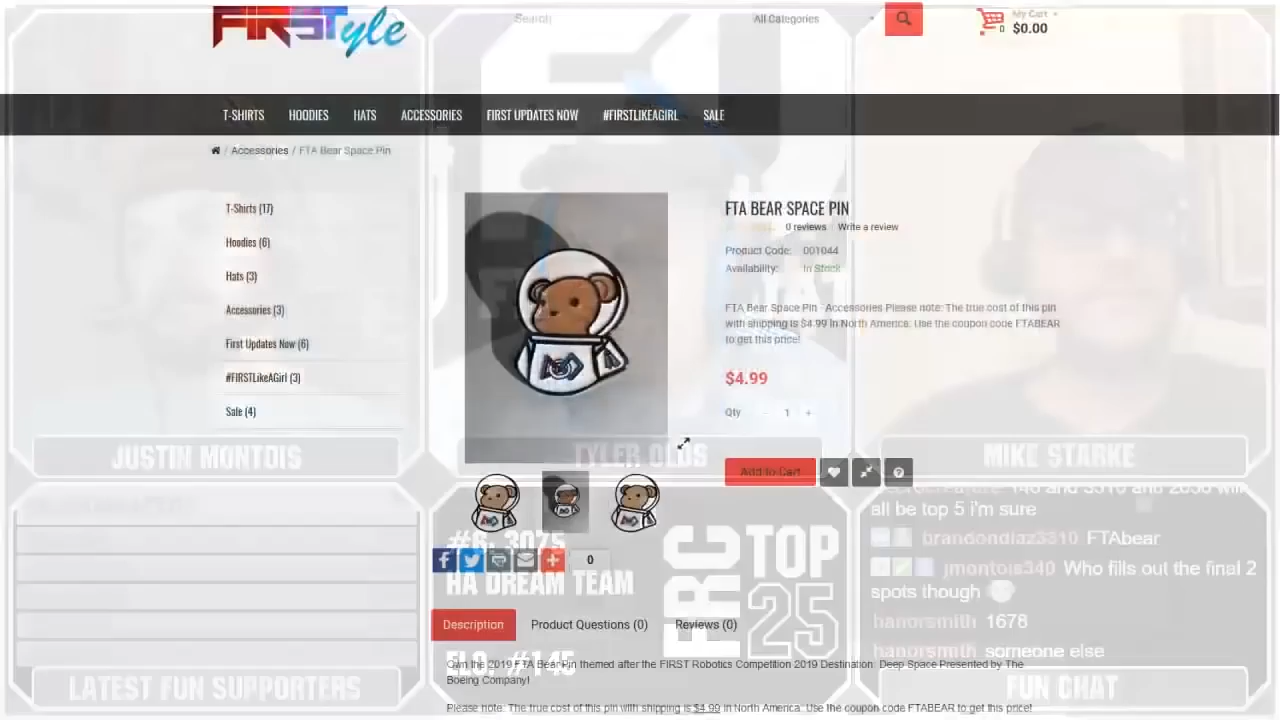 FIRSTyle
Search
All Categories
My Cart
0
$0.00
T-SHIRTS
HOODIES
HATS
ACCESSORIES
FIRST UPDATES NOW
#FIRSTLIKEAGIRL
SALE
/ Accessories / FTA Bear Space Pin
T-Shirts (17)
Hoodies (6)
Hats (3)
Accessories (3)
First Updates Now (6)
#FIRSTLikeAGirl (3)
Sale (4)
FTA BEAR SPACE PIN
0 reviews
Write a review
Product Code: 001044
Availability: In Stock
FTA Bear Space Pin - Accessories Please note: The true cost of this pin
with shipping is $4.99 in North America. Use the coupon code FTABEAR
to get this price!
$4.99
Qty - 1 +
Add to Cart
JUSTIN MONTOIS
TYLER OLDS
MIKE STARKE
0
Description
Product Questions (0)
Reviews (0)
Own the 2019 FTA Bear Pin themed after the FIRST Robotics Competition 2019 Destination: Deep Space Presented by The
Boeing Company!
Please note: The true cost of this pin with shipping is $4.99 in North America. Use the coupon code FTABEAR to get this price!
#6. 3075
HA DREAM TEAM
ELO: #145
FRC
TOP
25
all be top 5 i'm sure
brandondiaz3310 FTAbear
jmontois340 Who fills out the final 2
spots though
hanorsmith 1678
hanorsmith someone else
LATEST FUN SUPPORTERS
FUN CHAT